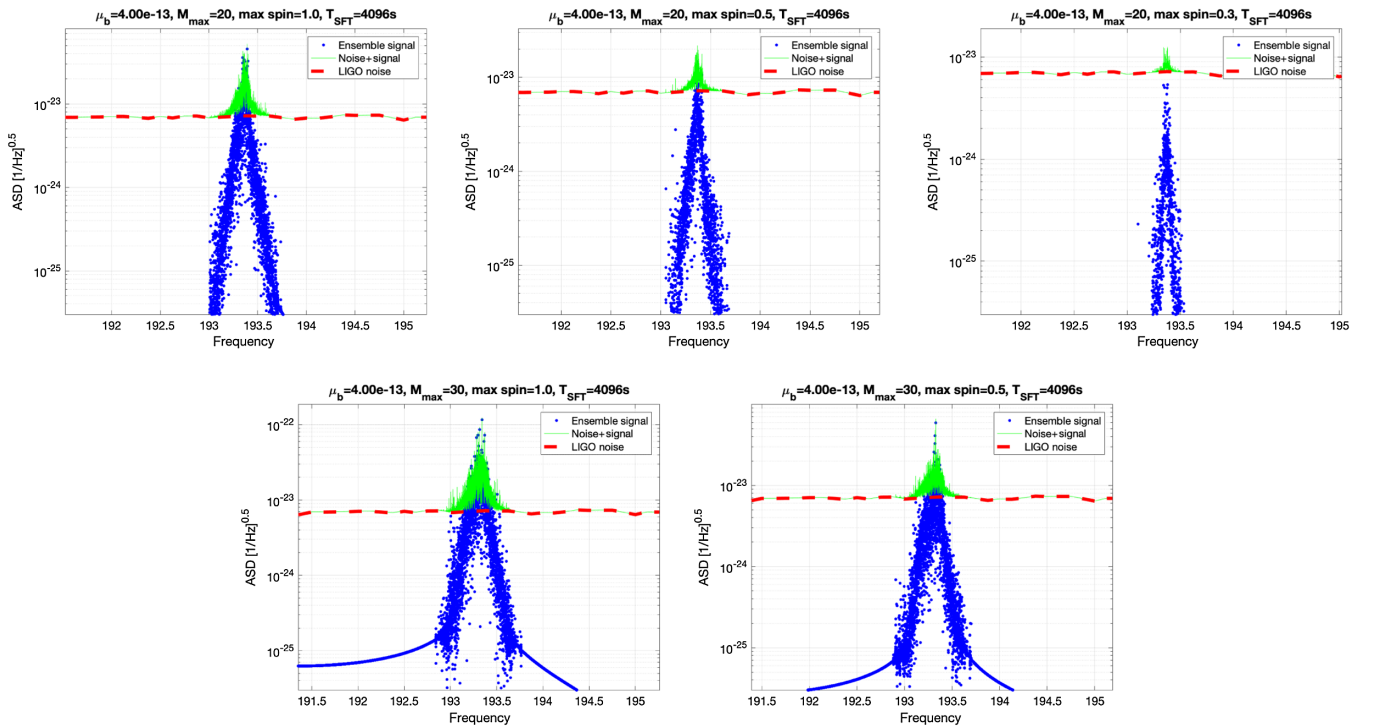 μb=4.00e-13, Mmax=20, max spin=1.0, TSFT=4096s
Ensemble signal
Noise+signal
LIGO noise
10-23
10-24
10-25
ASD [1/Hz]0.5
192 192.5 193 193.5 194 194.5 195
Frequency
μb=4.00e-13, Mmax=20, max spin=0.5, TSFT=4096s
Ensemble signal
Noise+signal
LIGO noise
10-23
10-24
10-25
ASD [1/Hz]0.5
192 192.5 193 193.5 194 194.5 195
Frequency
μb=4.00e-13, Mmax=20, max spin=0.3, TSFT=4096s
Ensemble signal
Noise+signal
LIGO noise
10-23
10-24
10-25
ASD [1/Hz]0.5
192 192.5 193 193.5 194 194.5 195
Frequency
μb=4.00e-13, Mmax=30, max spin=1.0, TSFT=4096s
Ensemble signal
Noise+signal
LIGO noise
10-22
10-23
10-24
10-25
ASD [1/Hz]0.5
191.5 192 192.5 193 193.5 194 194.5 195
Frequency
μb=4.00e-13, Mmax=30, max spin=0.5, TSFT=4096s
Ensemble signal
Noise+signal
LIGO noise
10-23
10-24
10-25
ASD [1/Hz]0.5
191.5 192 192.5 193 193.5 194 194.5 195
Frequency